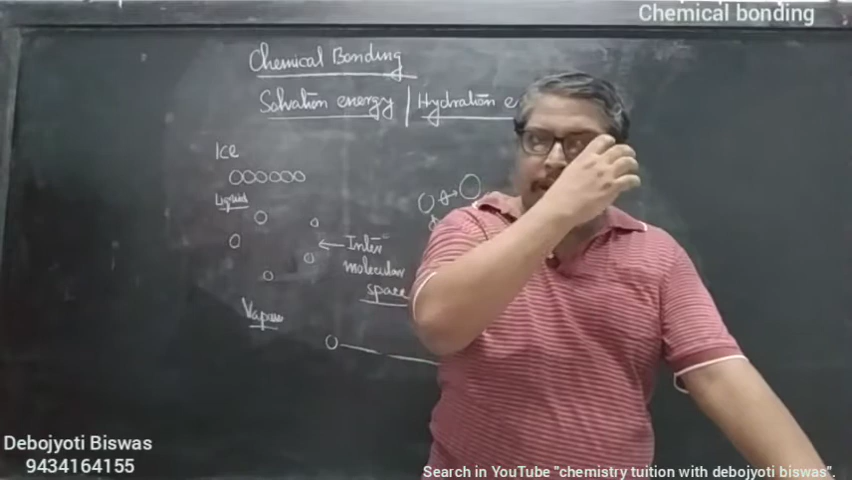 Chemical bonding
Chemical Bonding
Solvation energy | Hydration e
Ice
Liquid
Inter
molecular
space
Vapour
Debojyoti Biswas
9434164155
Search in YouTube "chemistry tuition with debojyoti biswas".